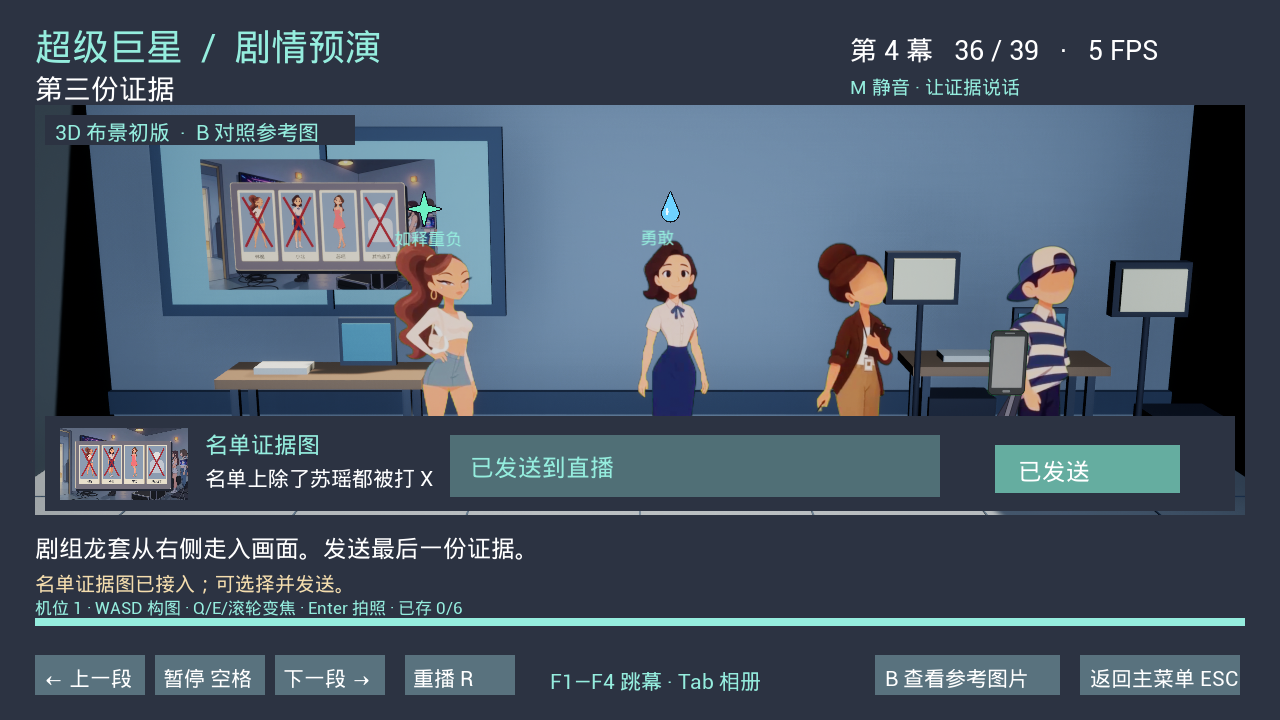 超级巨星 / 剧情预演
第 4 幕 36 / 39 · 5 FPS
第三份证据
M 静音 · 让证据说话
3D 布景初版 · B 对照参考图
如释重负
勇敢
名单证据图
名单上除了苏瑶都被打 X
已发送到直播
已发送
剧组龙套从右侧走入画面。发送最后一份证据。
名单证据图已接入；可选择并发送。
机位 1 · WASD 构图 · Q/E/滚轮变焦 · Enter 拍照 · 已存 0/6
← 上一段
暂停 空格
下一段 →
重播 R
F1—F4 跳幕 · Tab 相册
B 查看参考图片
返回主菜单 ESC